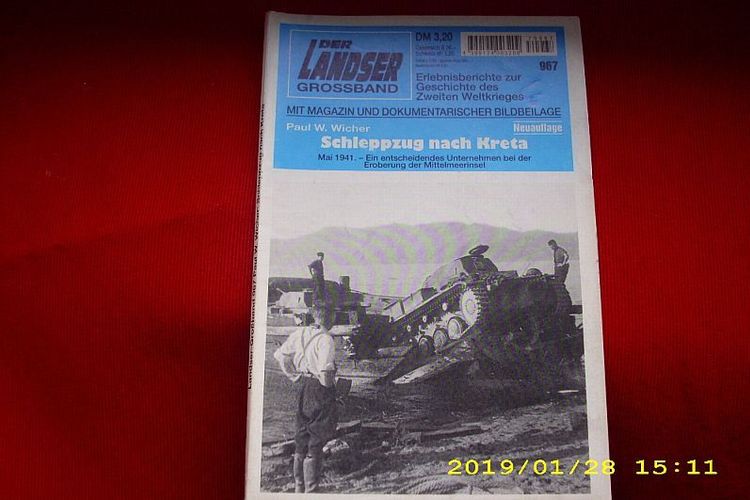 DER
LANDSER
GROSSBAND
DM 3,20
967
Erlebnisberichte zur
Geschichte des
Zweiten Weltkrieges
MIT MAGAZIN UND DOKUMENTARISCHER BILDBEILAGE
Paul W. Wicher
Neuauflage
Schleppzug nach Kreta
Mai 1941. – Ein entscheidendes Unternehmen bei der
Eroberung der Mittelmeerinsel
2019/01/28 15:11